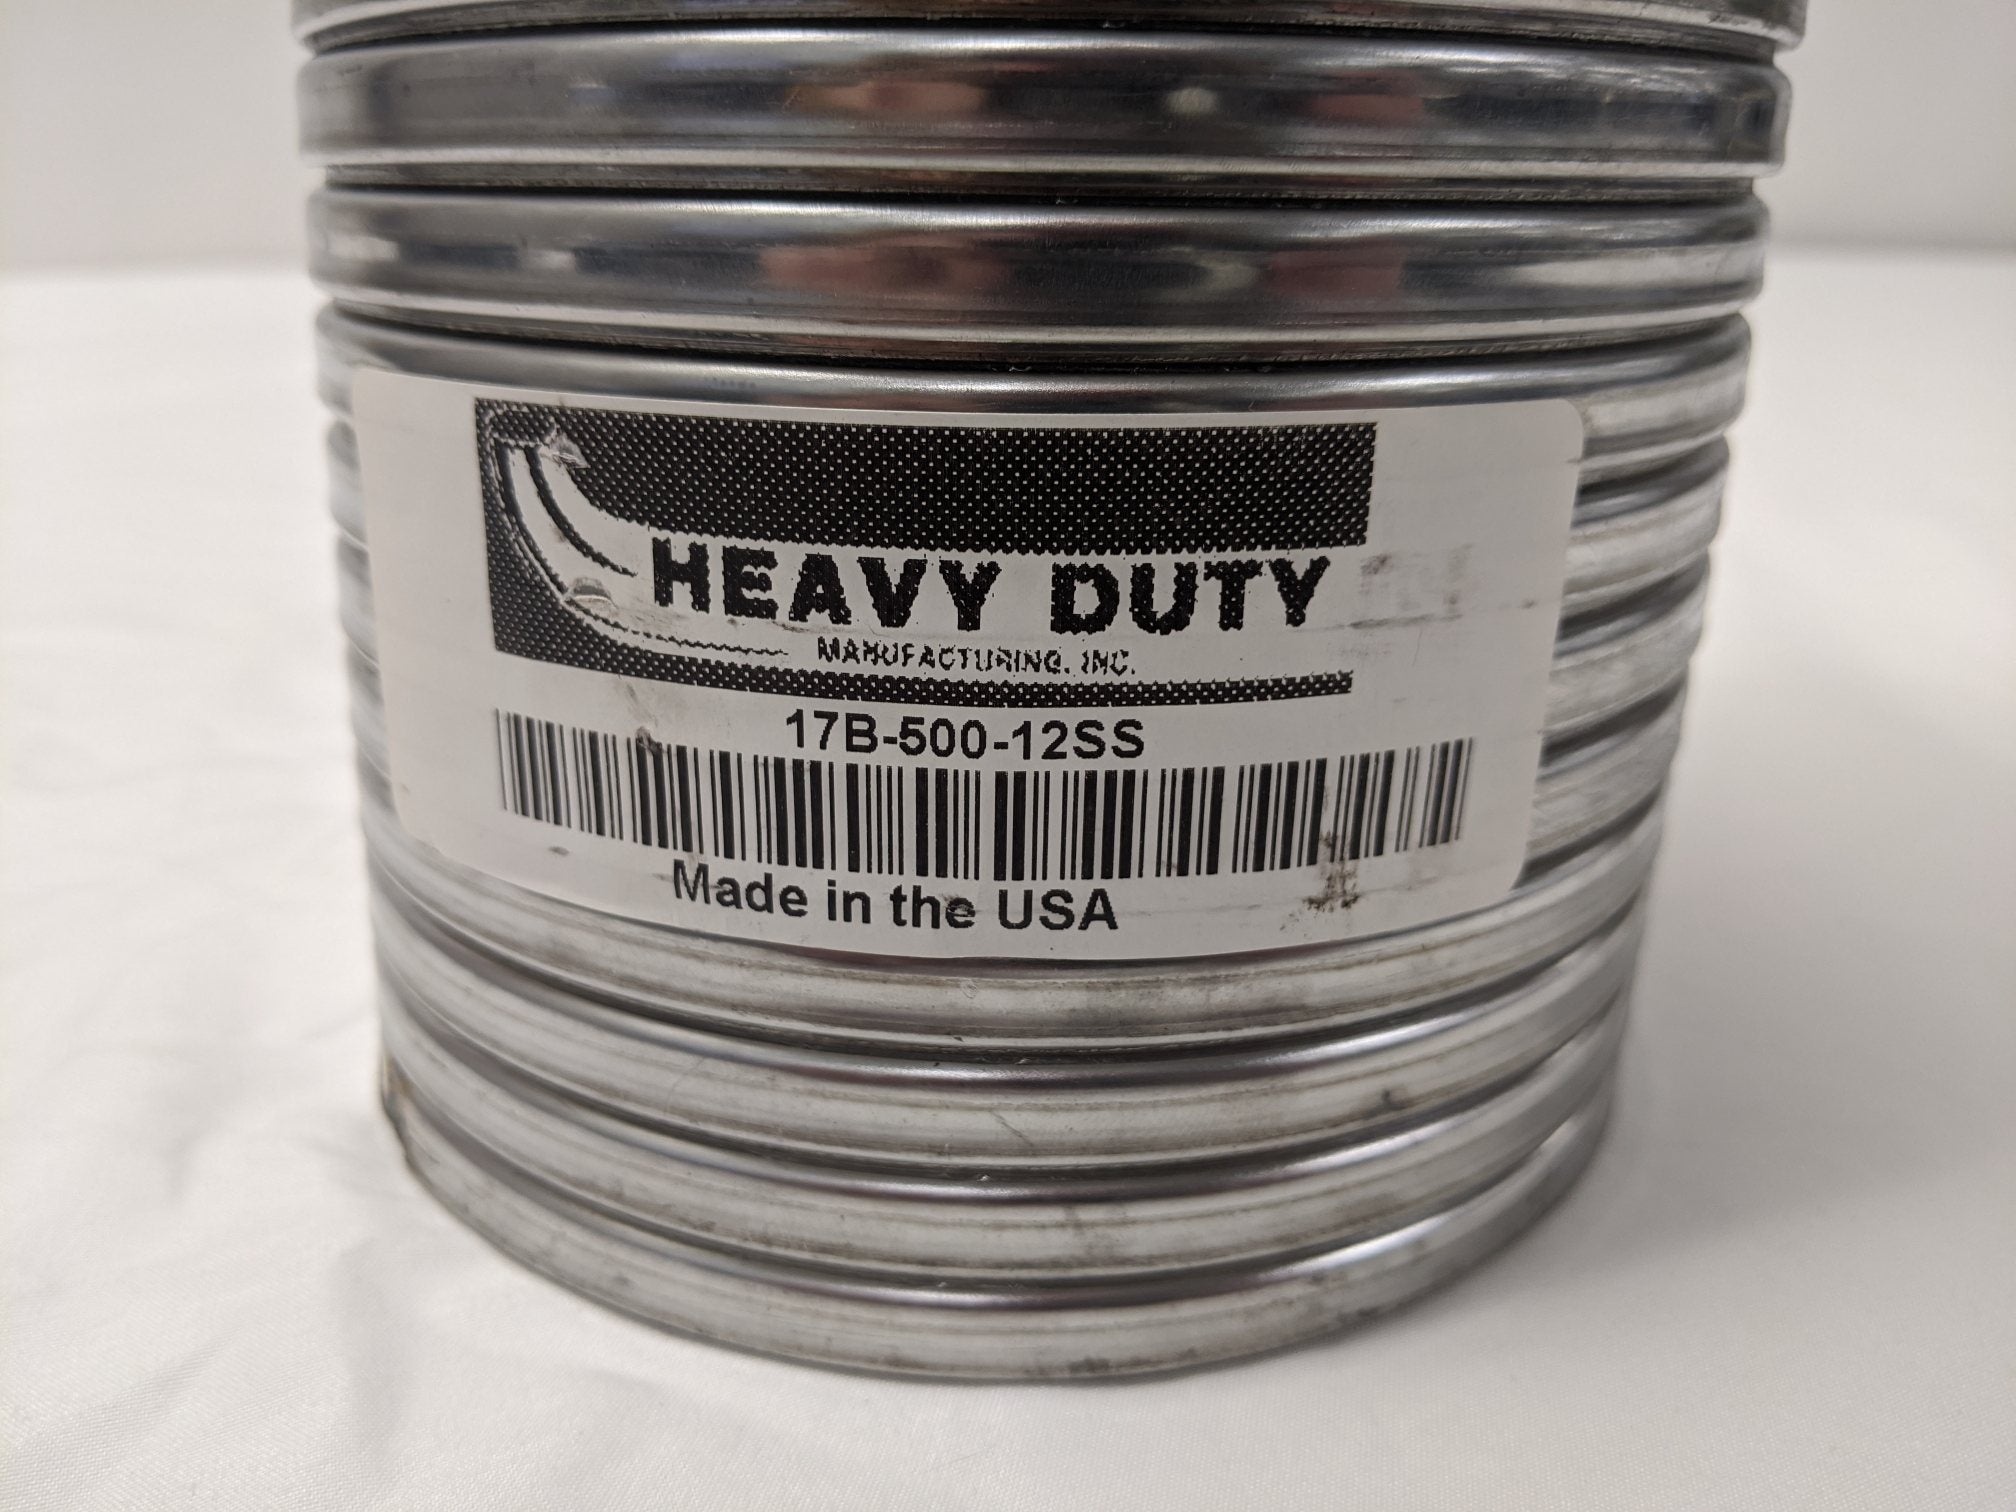 HEAVY DUTY
MANUFACTURING, INC.
17B-500-12SS
Made in the USA